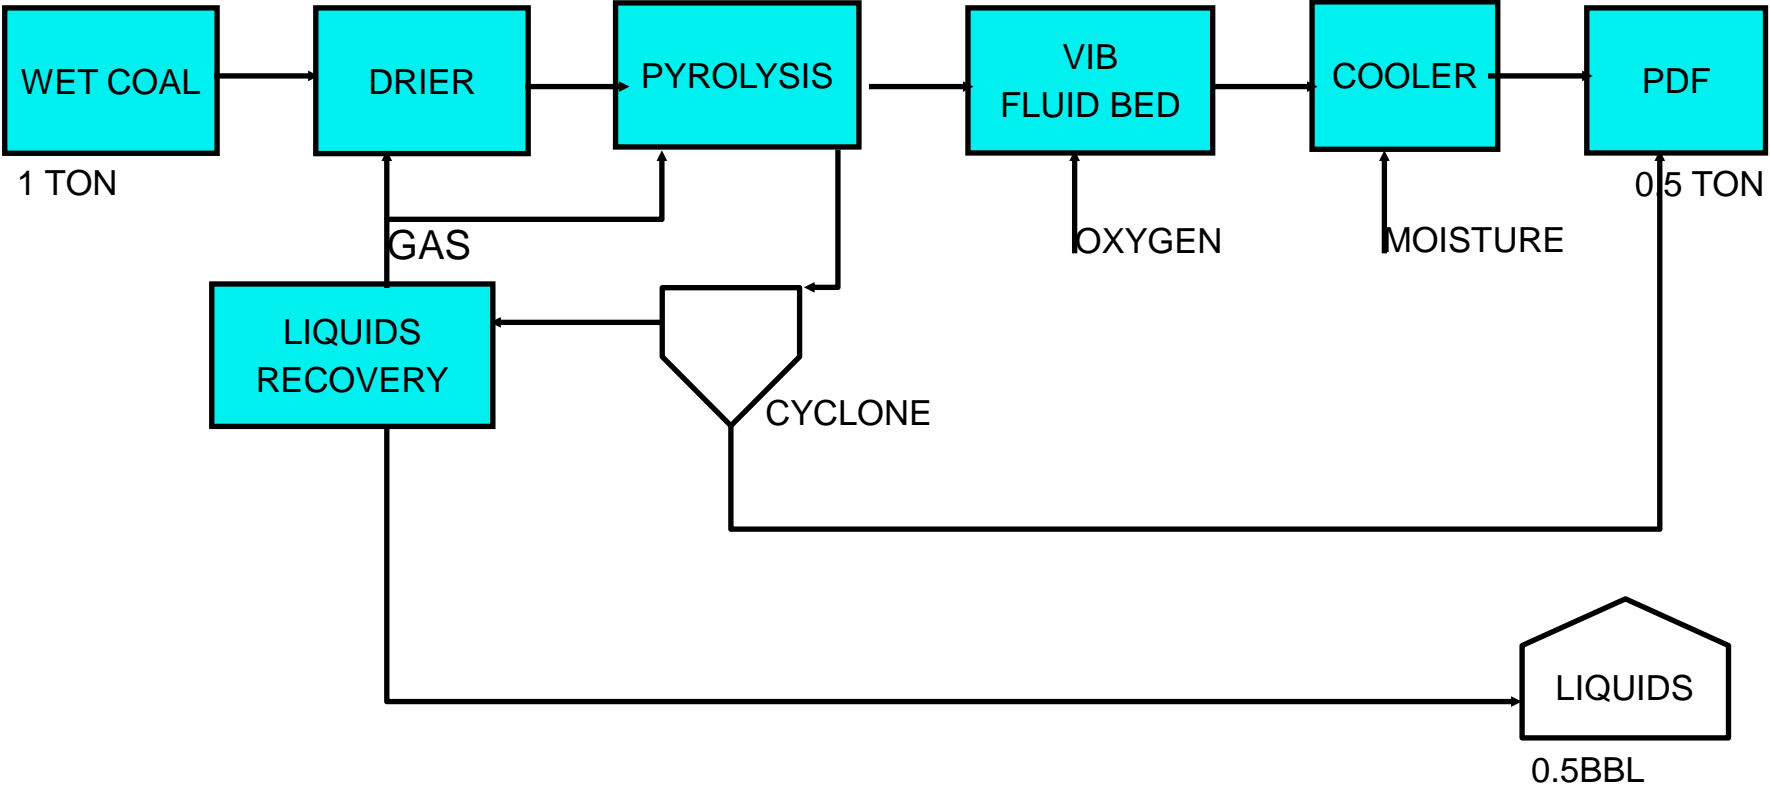 WET COAL
DRIER
PYROLYSIS
VIB
FLUID BED
COOLER
PDF
1 TON
0.5 TON
GAS
OXYGEN
MOISTURE
LIQUIDS
RECOVERY
CYCLONE
LIQUIDS
0.5BBL